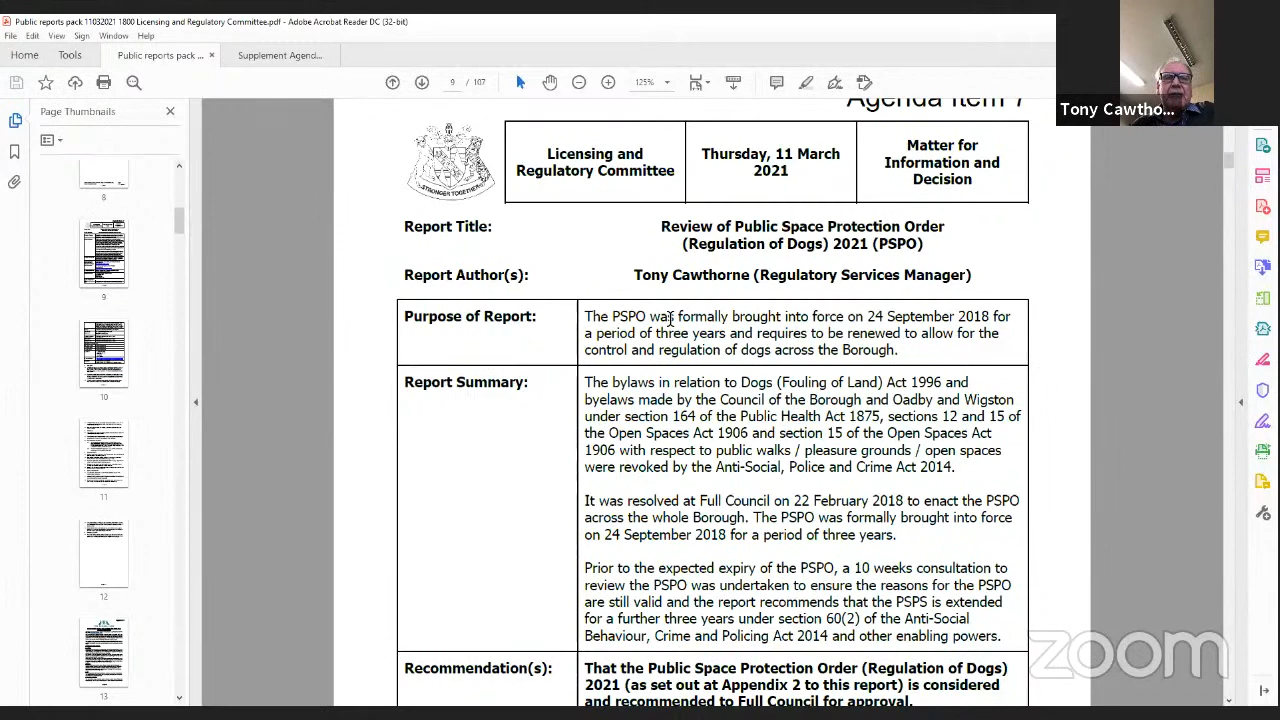 Public reports pack 11032021 1800 Licensing and Regulatory Committee.pdf - Adobe Acrobat Reader DC (32-bit)
File Edit View Sign Window Help
Home Tools Public reports pack ... × Supplement Agend...
9 / 107 125%
Tony Cawtho...
Page Thumbnails ×
8
9
10
11
12
13
Agenda Item 7
STRONGER TOGETHER
Licensing and
Regulatory Committee
Thursday, 11 March
2021
Matter for
Information and
Decision
Report Title: Review of Public Space Protection Order
(Regulation of Dogs) 2021 (PSPO)
Report Author(s): Tony Cawthorne (Regulatory Services Manager)
Purpose of Report: The PSPO was formally brought into force on 24 September 2018 for
a period of three years and requires to be renewed to allow for the
control and regulation of dogs across the Borough.
Report Summary: The bylaws in relation to Dogs (Fouling of Land) Act 1996 and
byelaws made by the Council of the Borough and Oadby and Wigston
under section 164 of the Public Health Act 1875, sections 12 and 15 of
the Open Spaces Act 1906 and section 15 of the Open Spaces Act
1906 with respect to public walks / pleasure grounds / open spaces
were revoked by the Anti-Social, Police and Crime Act 2014.
It was resolved at Full Council on 22 February 2018 to enact the PSPO
across the whole Borough. The PSPO was formally brought into force
on 24 September 2018 for a period of three years.
Prior to the expected expiry of the PSPO, a 10 weeks consultation to
review the PSPO was undertaken to ensure the reasons for the PSPO
are still valid and the report recommends that the PSPS is extended
for a further three years under section 60(2) of the Anti-Social
Behaviour, Crime and Policing Act 2014 and other enabling powers.
Recommendation(s): That the Public Space Protection Order (Regulation of Dogs)
2021 (as set out at Appendix 2 to this report) is considered
and recommended to Full Council for approval.
zoom